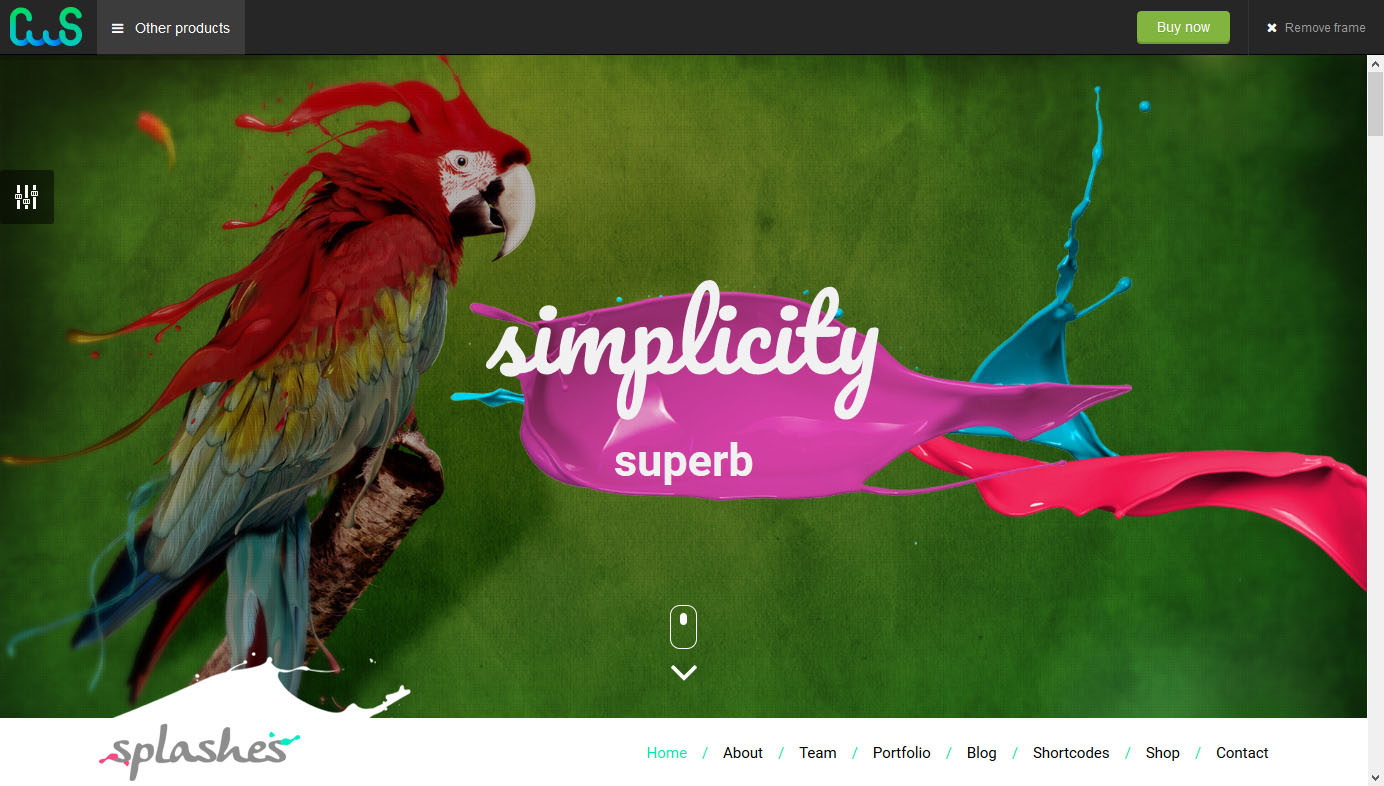 CWS
Other products
Buy now
Remove frame
simplicity
superb
splashes
Home / About / Team / Portfolio / Blog / Shortcodes / Shop / Contact